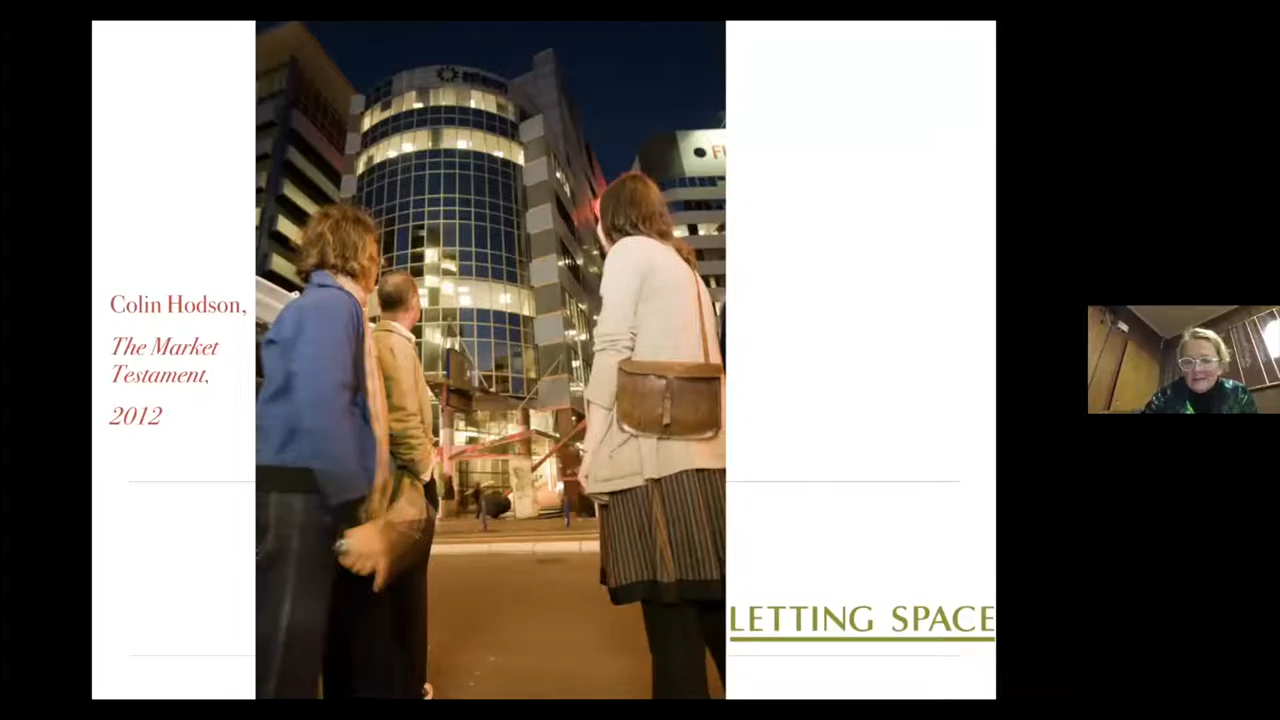 Colin Hodson,
The Market
Testament,
2012
LETTING SPACE